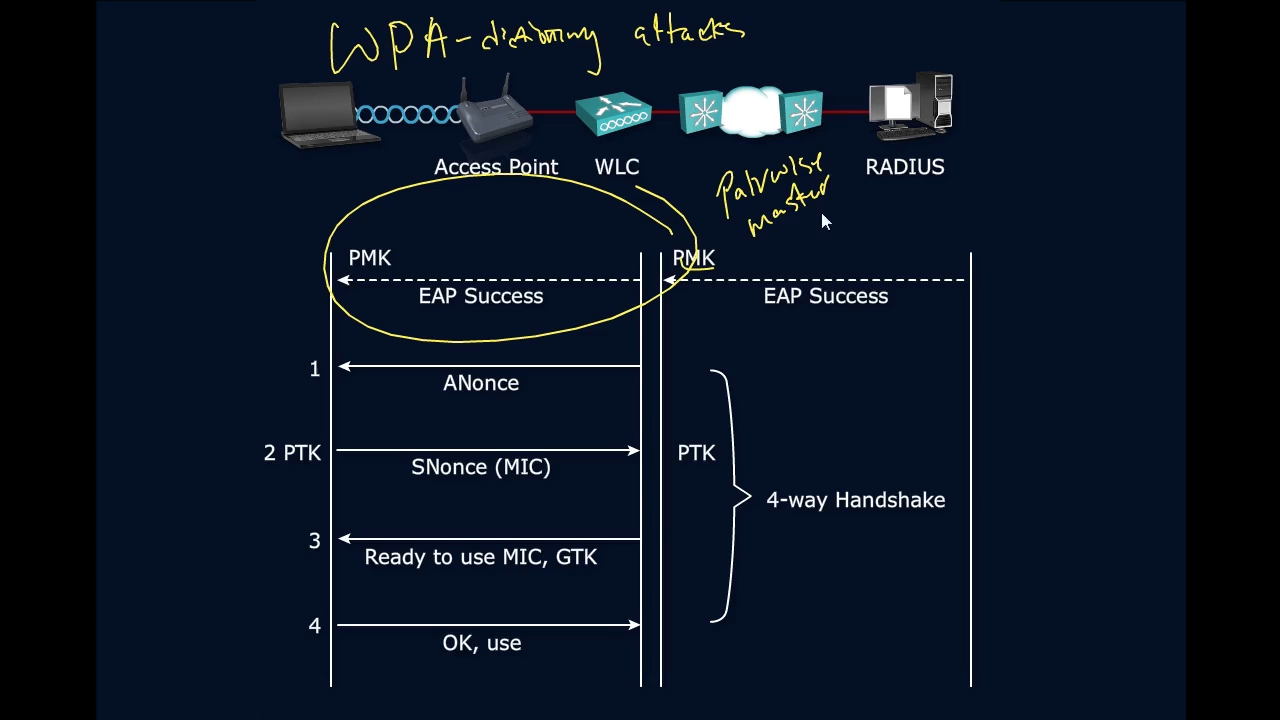 WPA-dictionary attacks
Access Point
WLC
RADIUS
Pairwise
master
PMK
PMK
EAP Success
EAP Success
1
ANonce
2 PTK
SNonce (MIC)
PTK
4-way Handshake
3
Ready to use MIC, GTK
4
OK, use